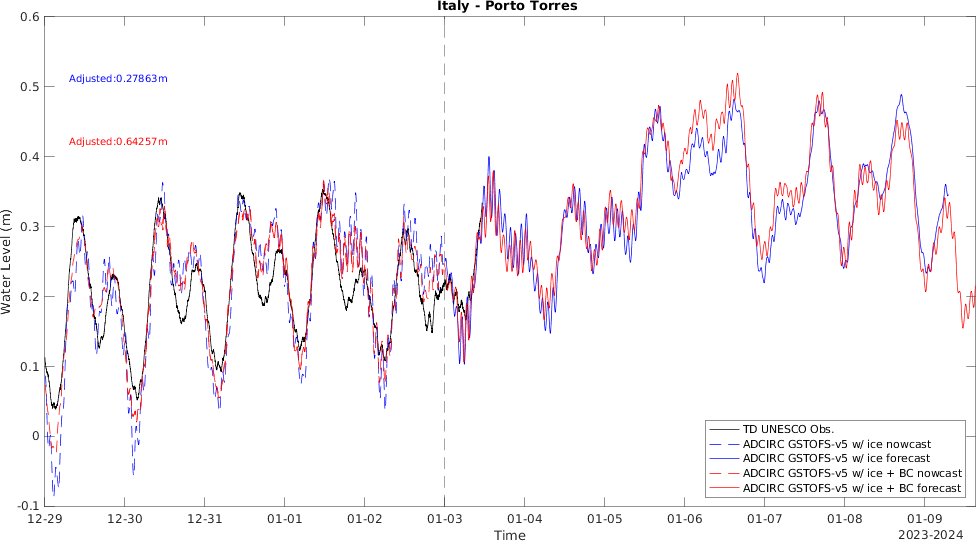 Italy - Porto Torres
0.6
0.5
0.4
0.3
0.2
0.1
0
-0.1
Water Level (m)
Adjusted:0.27863m
Adjusted:0.64257m
TD UNESCO Obs.
ADCIRC GSTOFS-v5 w/ ice nowcast
ADCIRC GSTOFS-v5 w/ ice forecast
ADCIRC GSTOFS-v5 w/ ice + BC nowcast
ADCIRC GSTOFS-v5 w/ ice + BC forecast
12-29 12-30 12-31 01-01 01-02 01-03 01-04 01-05 01-06 01-07 01-08 01-09
2023-2024
Time